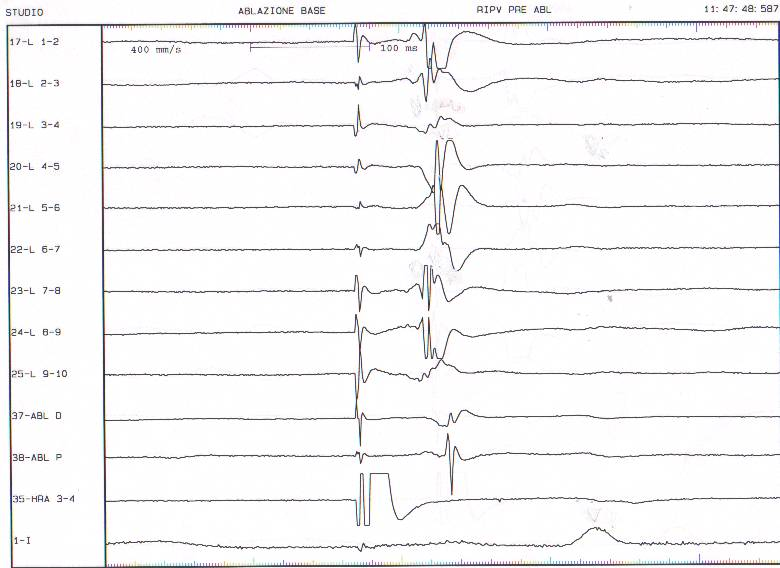 STUDIO ABLAZIONE BASE RIPV PRE ABL 11:47:48:587
17-L 1-2
400 mm/s 100 ms
18-L 2-3
19-L 3-4
20-L 4-5
21-L 5-6
22-L 6-7
23-L 7-8
24-L 8-9
25-L 9-10
37-ABL D
38-ABL P
35-HRA 3-4
1-I